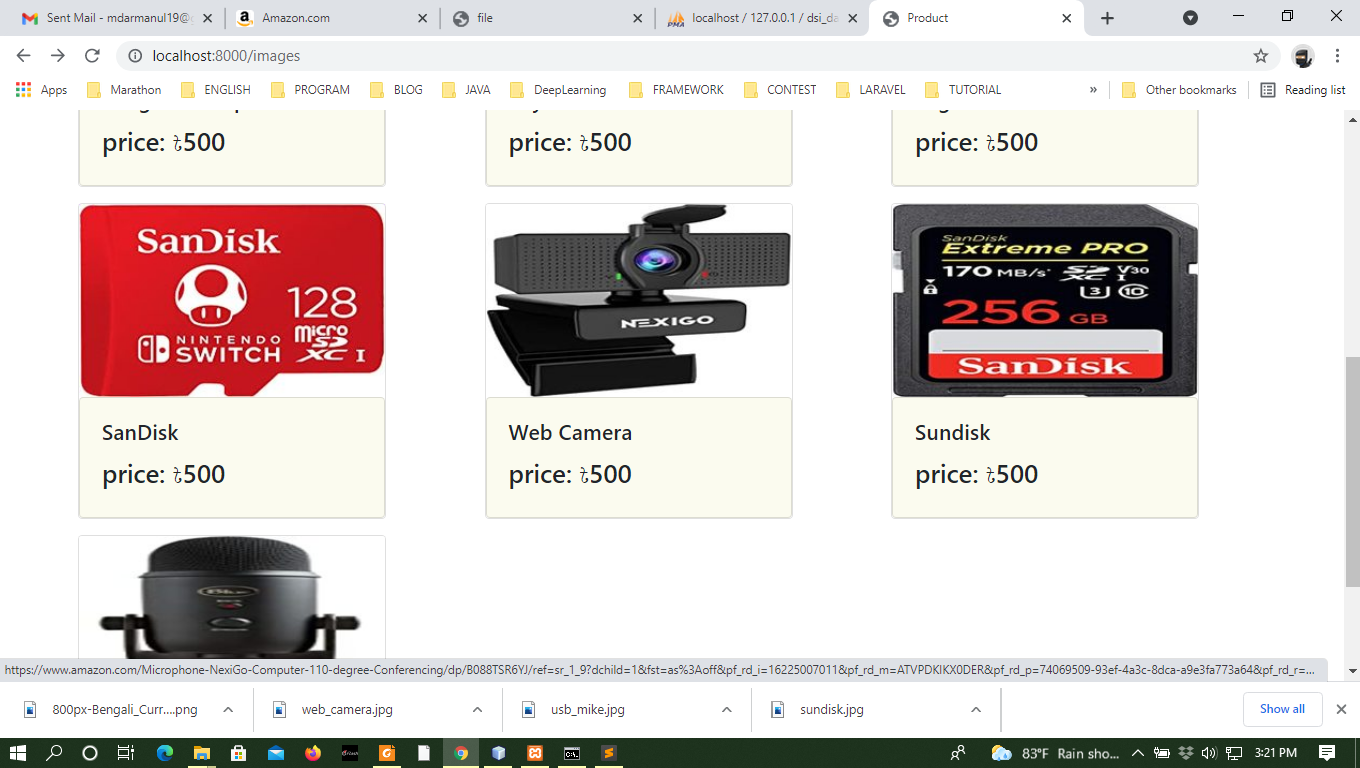 Sent Mail - mdarmanul19@g
Amazon.com
file
localhost / 127.0.0.1 / dsi_da
Product
localhost:8000/images
Apps
Marathon
ENGLISH
PROGRAM
BLOG
JAVA
DeepLearning
FRAMEWORK
CONTEST
LARAVEL
TUTORIAL
»
Other bookmarks
Reading list
price: ৳500
price: ৳500
price: ৳500
SanDisk
128
NINTENDO
SWITCH
micro
SD
XC I
NEXIGO
SanDisk
Extreme PRO
170 MB/s*
SD
XC I
V30
U3
10
256 GB
SanDisk
SanDisk
price: ৳500
Web Camera
price: ৳500
Sundisk
price: ৳500
https://www.amazon.com/Microphone-NexiGo-Computer-110-degree-Conferencing/dp/B088TSR6YJ/ref=sr_1_9?dchild=1&fst=as%3Aoff&pf_rd_i=16225007011&pf_rd_m=ATVPDKIKX0DER&pf_rd_p=74069509-93ef-4a3c-8dca-a9e3fa773a64&pf_rd_r=...
800px-Bengali_Curr....png
web_camera.jpg
usb_mike.jpg
sundisk.jpg
Show all
83°F Rain sho...
3:21 PM